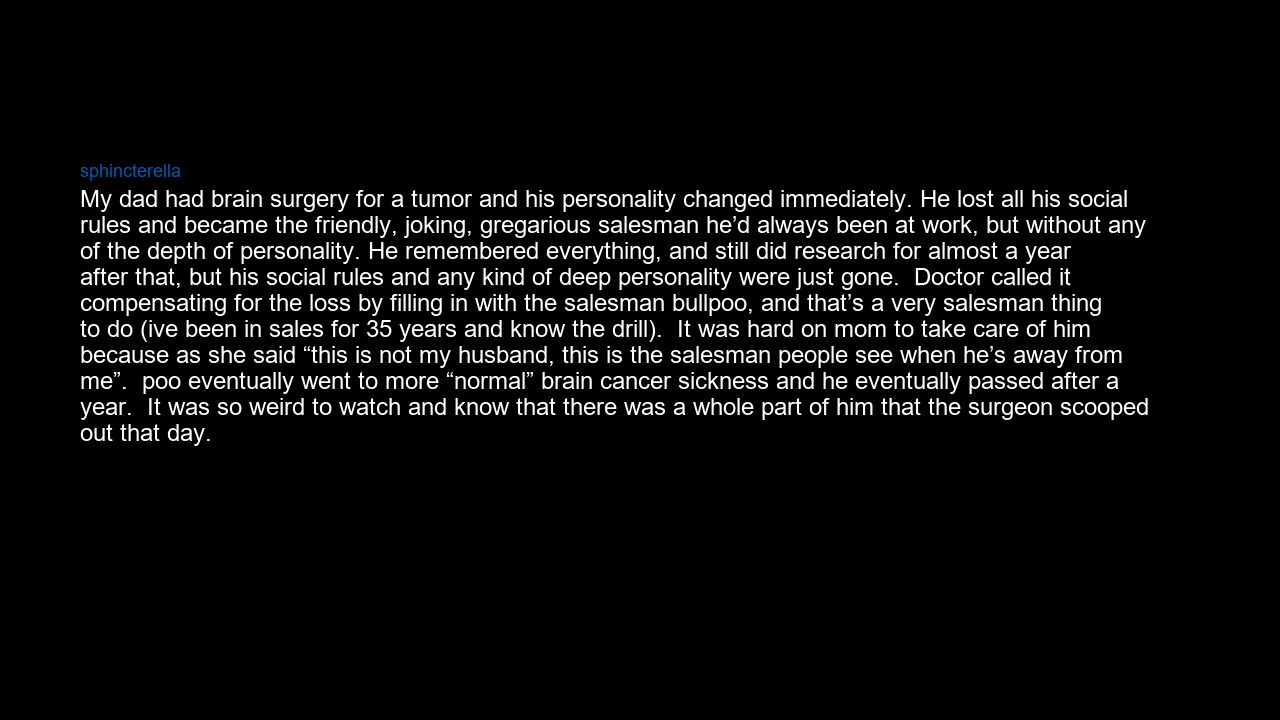 sphincterella
My dad had brain surgery for a tumor and his personality changed immediately. He lost all his social
rules and became the friendly, joking, gregarious salesman he’d always been at work, but without any
of the depth of personality. He remembered everything, and still did research for almost a year
after that, but his social rules and any kind of deep personality were just gone.  Doctor called it
compensating for the loss by filling in with the salesman bullpoo, and that’s a very salesman thing
to do (ive been in sales for 35 years and know the drill).  It was hard on mom to take care of him
because as she said “this is not my husband, this is the salesman people see when he’s away from
me”.  poo eventually went to more “normal” brain cancer sickness and he eventually passed after a
year.  It was so weird to watch and know that there was a whole part of him that the surgeon scooped
out that day.